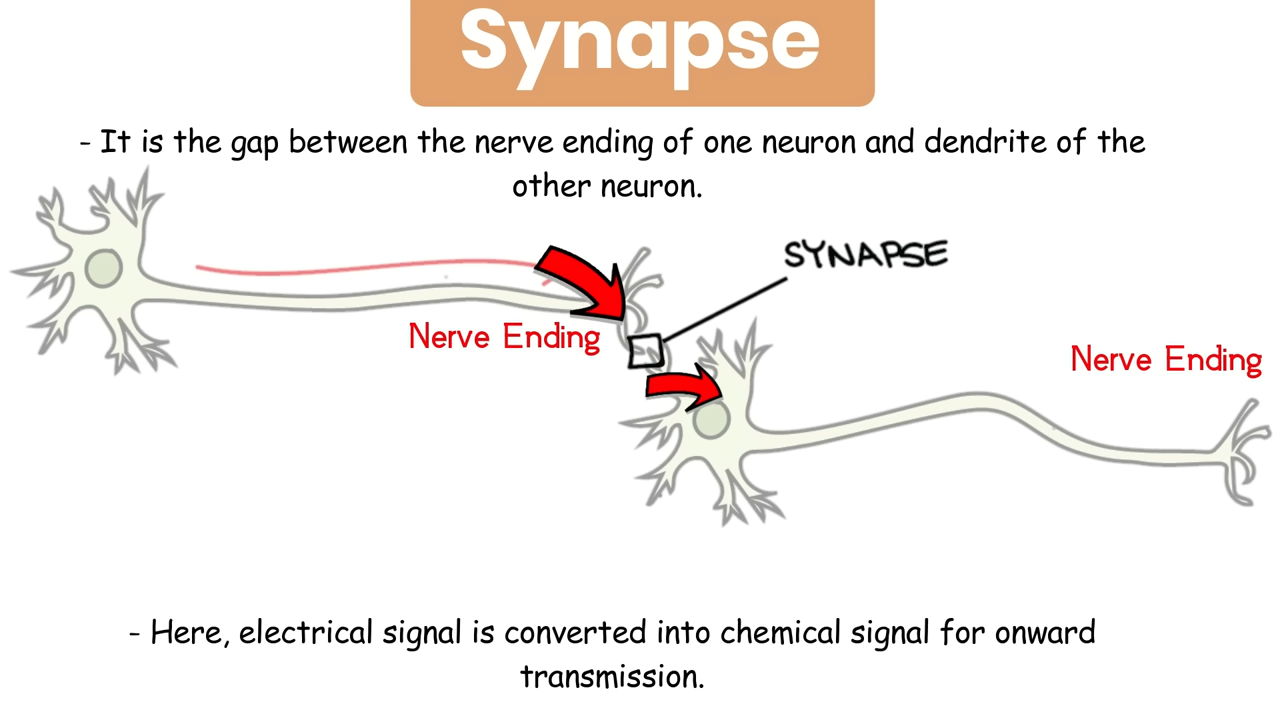 Synapse
- It is the gap between the nerve ending of one neuron and dendrite of the
other neuron.
SYNAPSE
Nerve Ending
Nerve Ending
- Here, electrical signal is converted into chemical signal for onward
transmission.